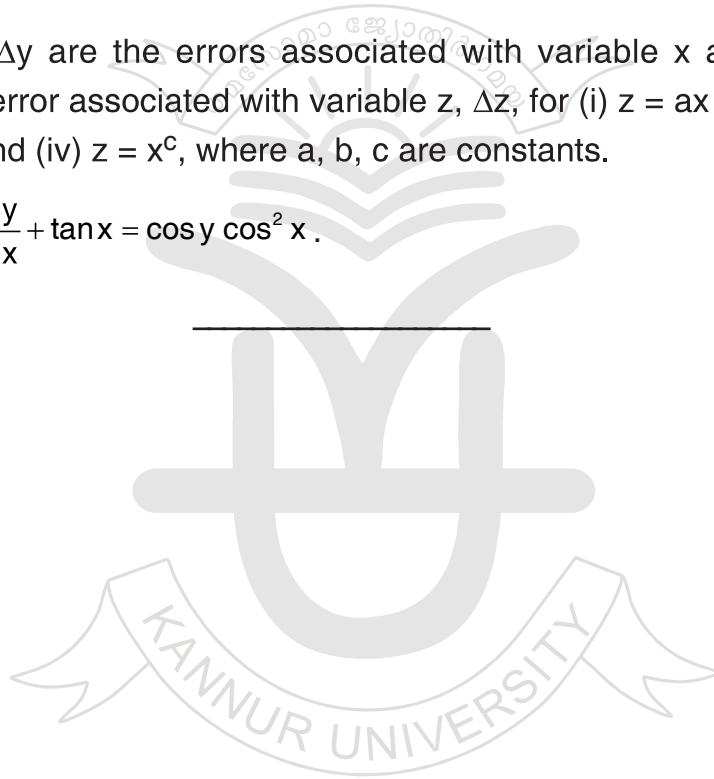 Δy are the errors associated with variable x a
error associated with variable z, Δz, for (i) z = ax
nd (iv) z = xᶜ, where a, b, c are constants.
y/x + tan x = cos y cos² x .
KANNUR UNIVERSITY